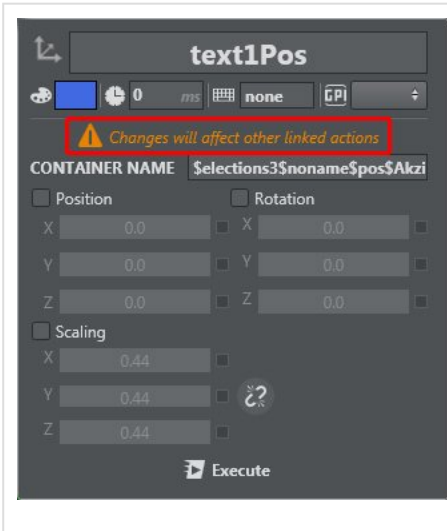 text1Pos
0 ms none GPI
Changes will affect other linked actions
CONTAINER NAME $elections3$noname$pos$Akzi
Position Rotation
X 0.0 X 0.0
Y 0.0 Y 0.0
Z 0.0 Z 0.0
Scaling
X 0.44
Y 0.44
Z 0.44
Execute